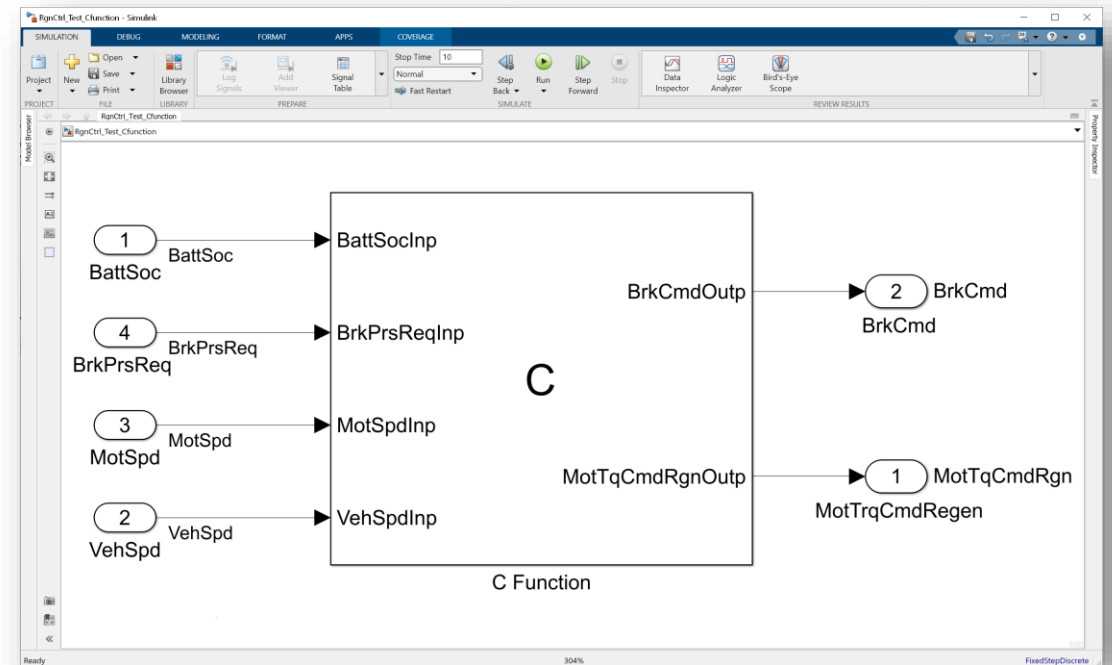 RgnCtrl_Test_Cfunction - Simulink
SIMULATION DEBUG MODELING FORMAT APPS COVERAGE
Project
New
Open
Save
Print
Library Browser
Log Signals
Add Viewer
Signal Table
Stop Time 10
Normal
Fast Restart
Step Back
Run
Step Forward
Stop
Data Inspector
Logic Analyzer
Bird's-Eye Scope
PROJECT FILE LIBRARY PREPARE SIMULATE REVIEW RESULTS
RgnCtrl_Test_Cfunction
RgnCtrl_Test_Cfunction
Model Browser
Property Inspector
1
BattSoc
BattSoc
BattSocInp
4
BrkPrsReq
BrkPrsReq
BrkPrsReqInp
3
MotSpd
MotSpd
MotSpdInp
2
VehSpd
VehSpd
VehSpdInp
C
BrkCmdOutp
2
BrkCmd
BrkCmd
MotTqCmdRgnOutp
1
MotTqCmdRgn
MotTrqCmdRegen
C Function
Ready 304% FixedStepDiscrete